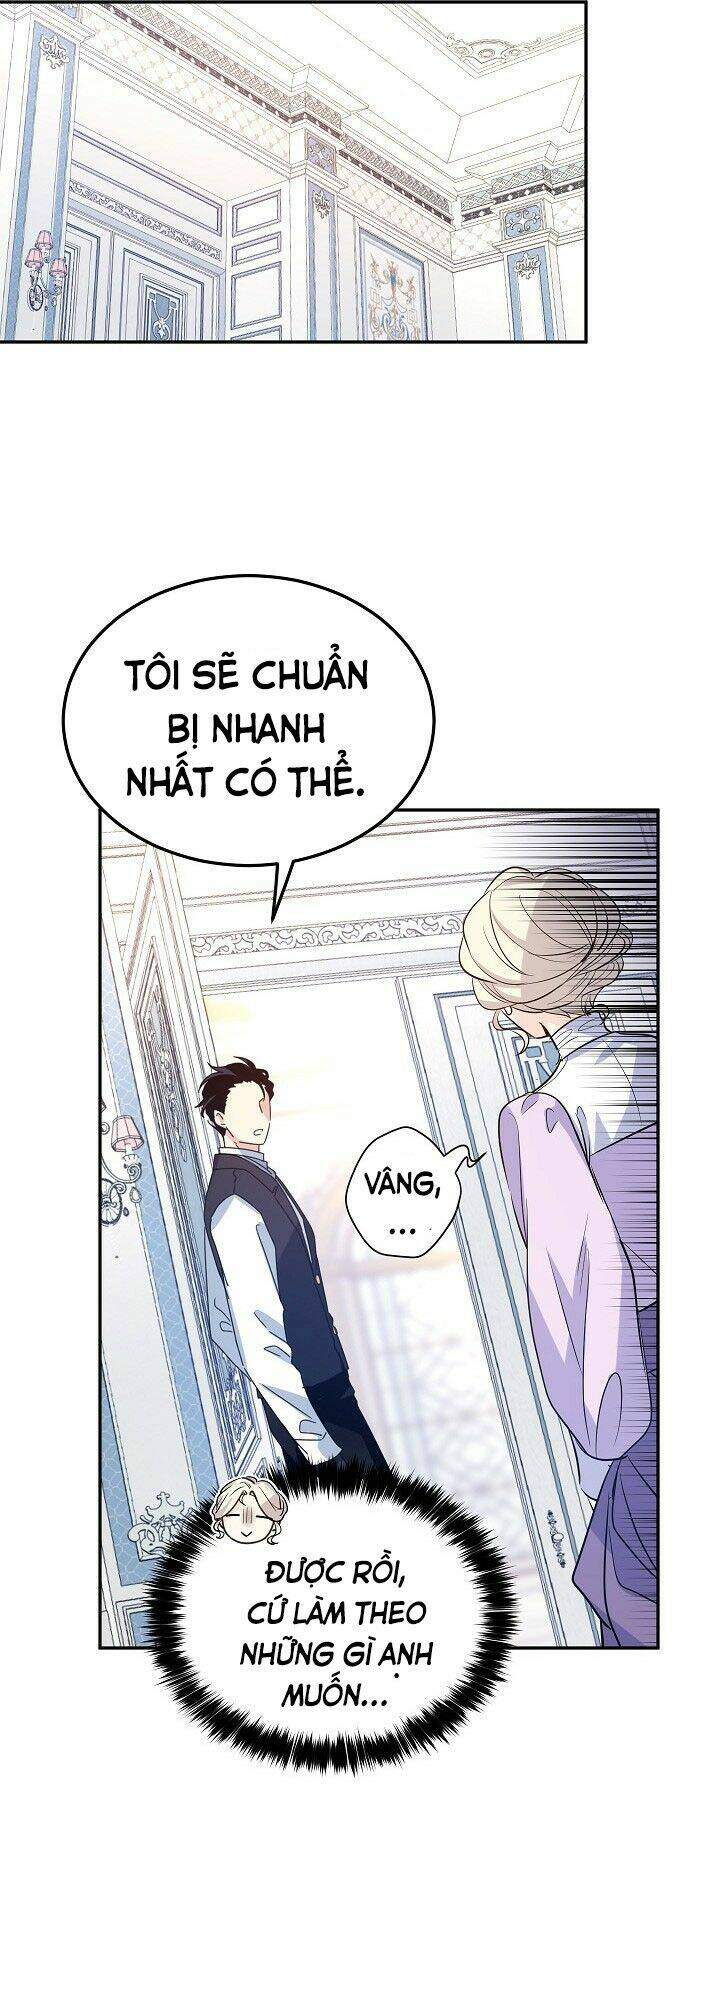 TÔI SẼ CHUẨN
BỊ NHANH
NHẤT CÓ THỂ.
VÂNG,
...
ĐƯỢC RỒI,
CỨ LÀM THEO
NHỮNG GÌ ANH
MUỐN...